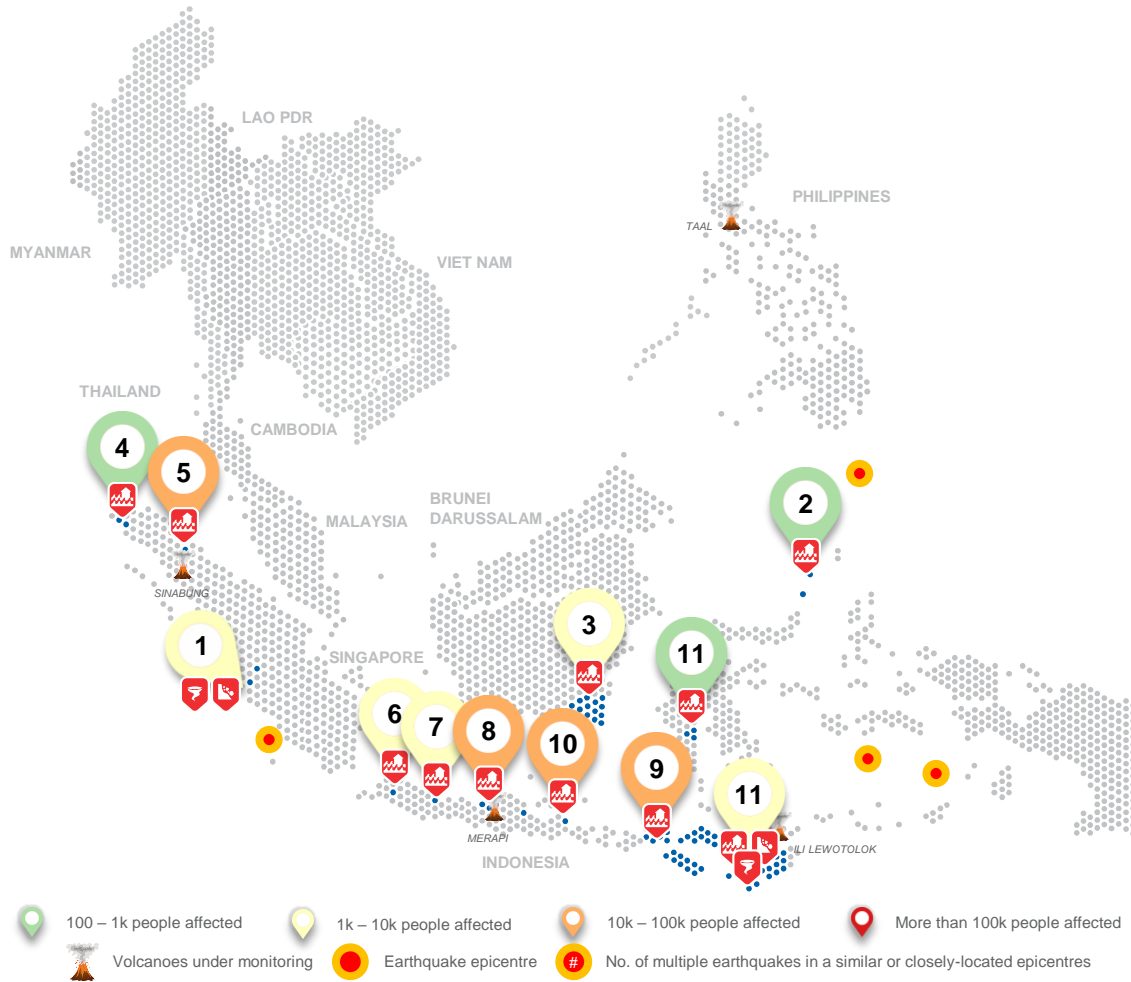 LAO PDR
PHILIPPINES
TAAL
MYANMAR
VIET NAM
THAILAND
CAMBODIA
4
5
2
BRUNEI
DARUSSALAM
MALAYSIA
SINABUNG
3
1
11
SINGAPORE
6
7
8
10
9
11
MERAPI
ILI LEWOTOLOK
INDONESIA
100 – 1k people affected
1k – 10k people affected
10k – 100k people affected
More than 100k people affected
Volcanoes under monitoring
Earthquake epicentre
#
No. of multiple earthquakes in a similar or closely-located epicentres